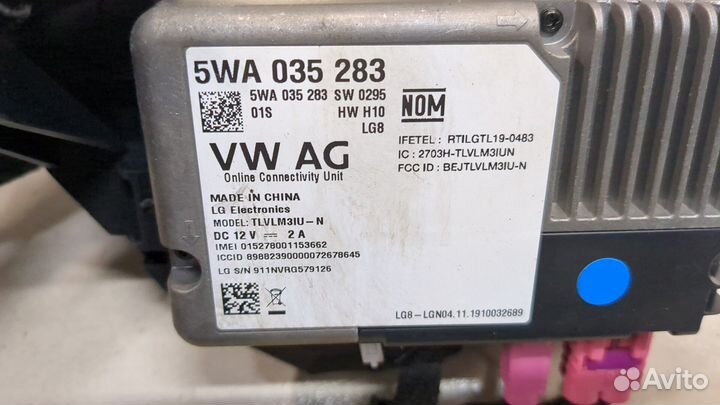 5WA 035 283
5WA 035 283 SW 0295
01S HW H10
LG8
NOM
IFETEL : RTILGTL19-0483
IC : 2703H-TLVLM3IUN
FCC ID : BEJTLVLM3IU-N
VW AG
Online Connectivity Unit
MADE IN CHINA
LG Electronics
MODEL: TLVLM3IU-N
DC 12 V 2 A
IMEI 015278001153662
ICCID 89882390000072678645
LG S/N 911NVRG579126
LG8-LGN04.11.1910032689
Avito